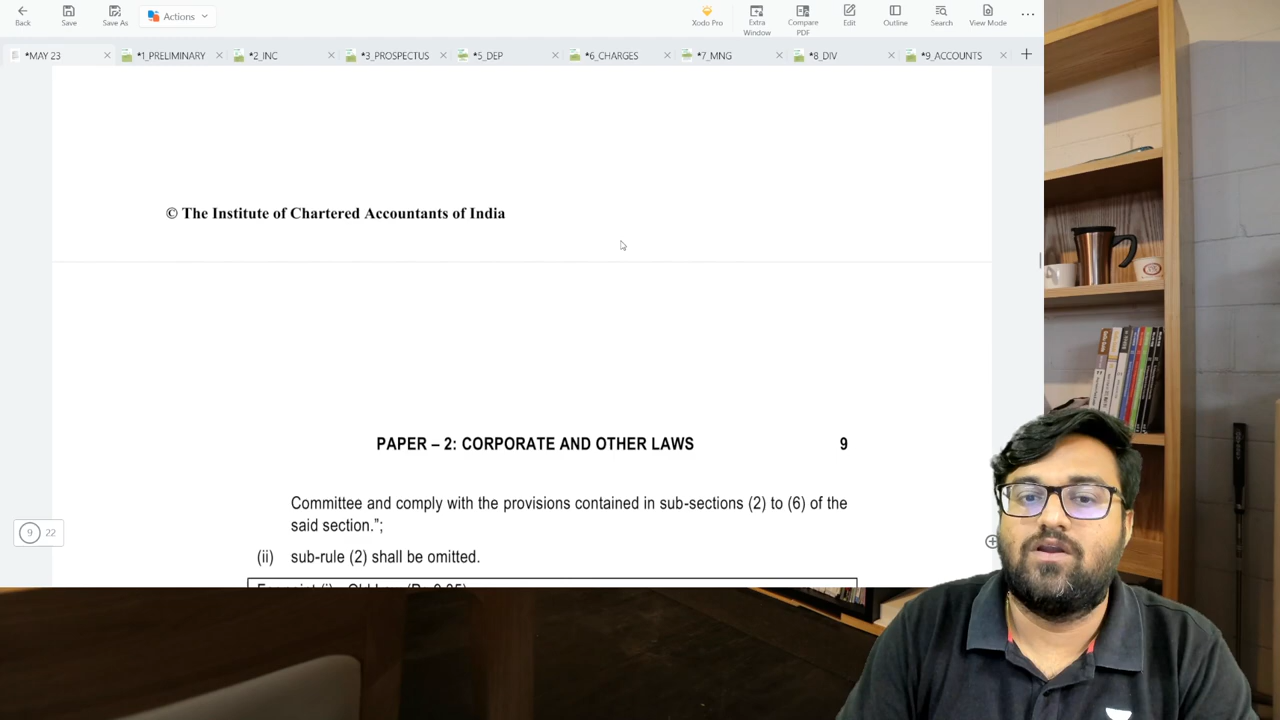 Back
Save
Save As
Actions
Xodo Pro
Extra
Window
Compare
PDF
Edit
Outline
Search
View Mode
*MAY 23
*1_PRELIMINARY
*2_INC
*3_PROSPECTUS
*5_DEP
*6_CHARGES
*7_MNG
*8_DIV
*9_ACCOUNTS
© The Institute of Chartered Accountants of India
PAPER – 2: CORPORATE AND OTHER LAWS 9
Committee and comply with the provisions contained in sub-sections (2) to (6) of the
said section.”;
(ii) sub-rule (2) shall be omitted.
9 22